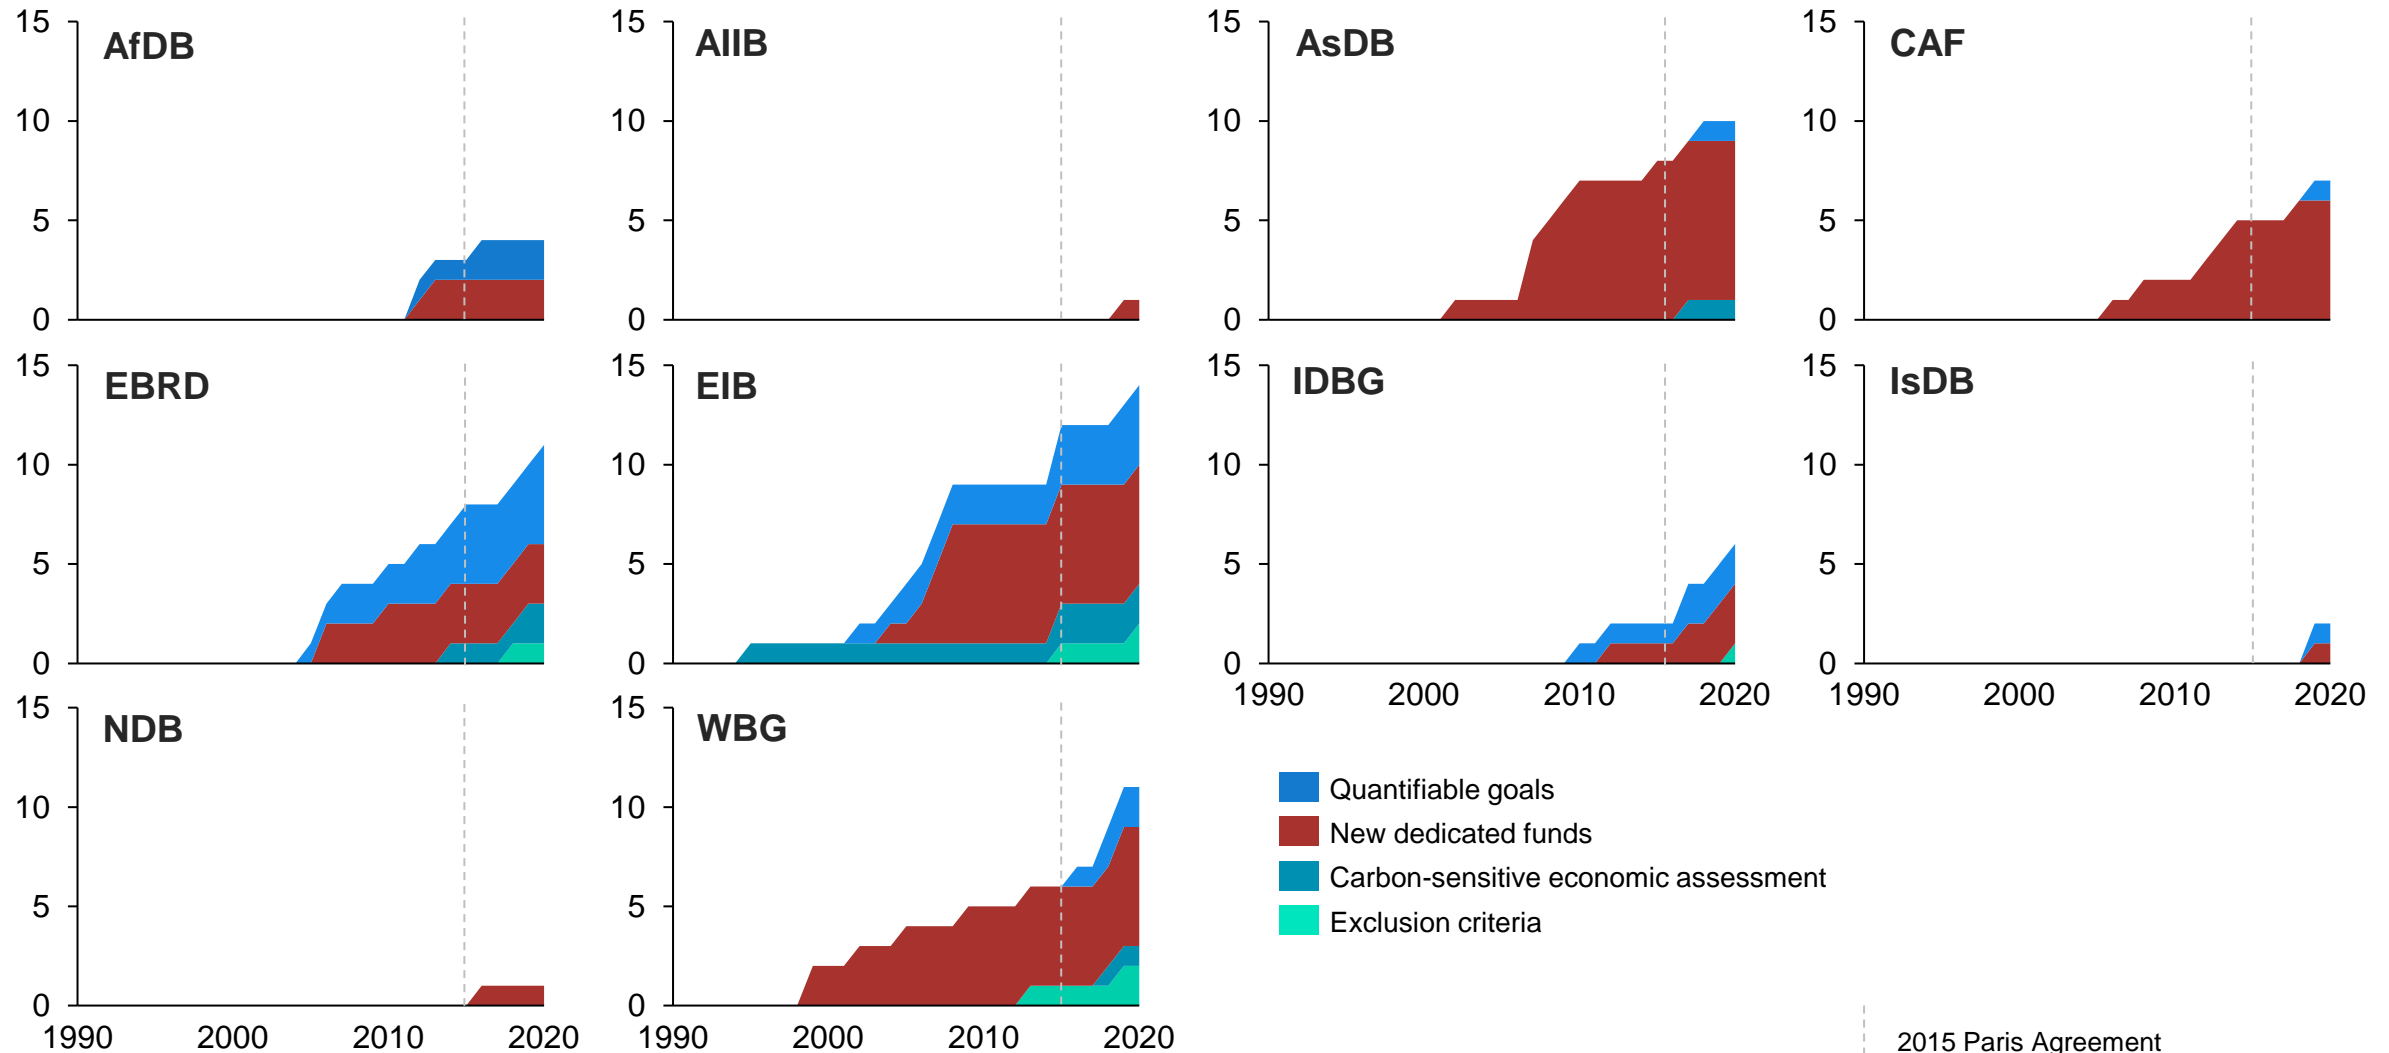 15
10
5
0
AfDB
15
10
5
0
AIIB
15
10
5
0
AsDB
15
10
5
0
CAF
15
10
5
0
EBRD
15
10
5
0
EIB
15
10
5
0
IDBG
1990 2000 2010 2020
15
10
5
0
IsDB
1990 2000 2010 2020
15
10
5
0
NDB
1990 2000 2010 2020
15
10
5
0
WBG
1990 2000 2010 2020
Quantifiable goals
New dedicated funds
Carbon-sensitive economic assessment
Exclusion criteria
2015 Paris Agreement